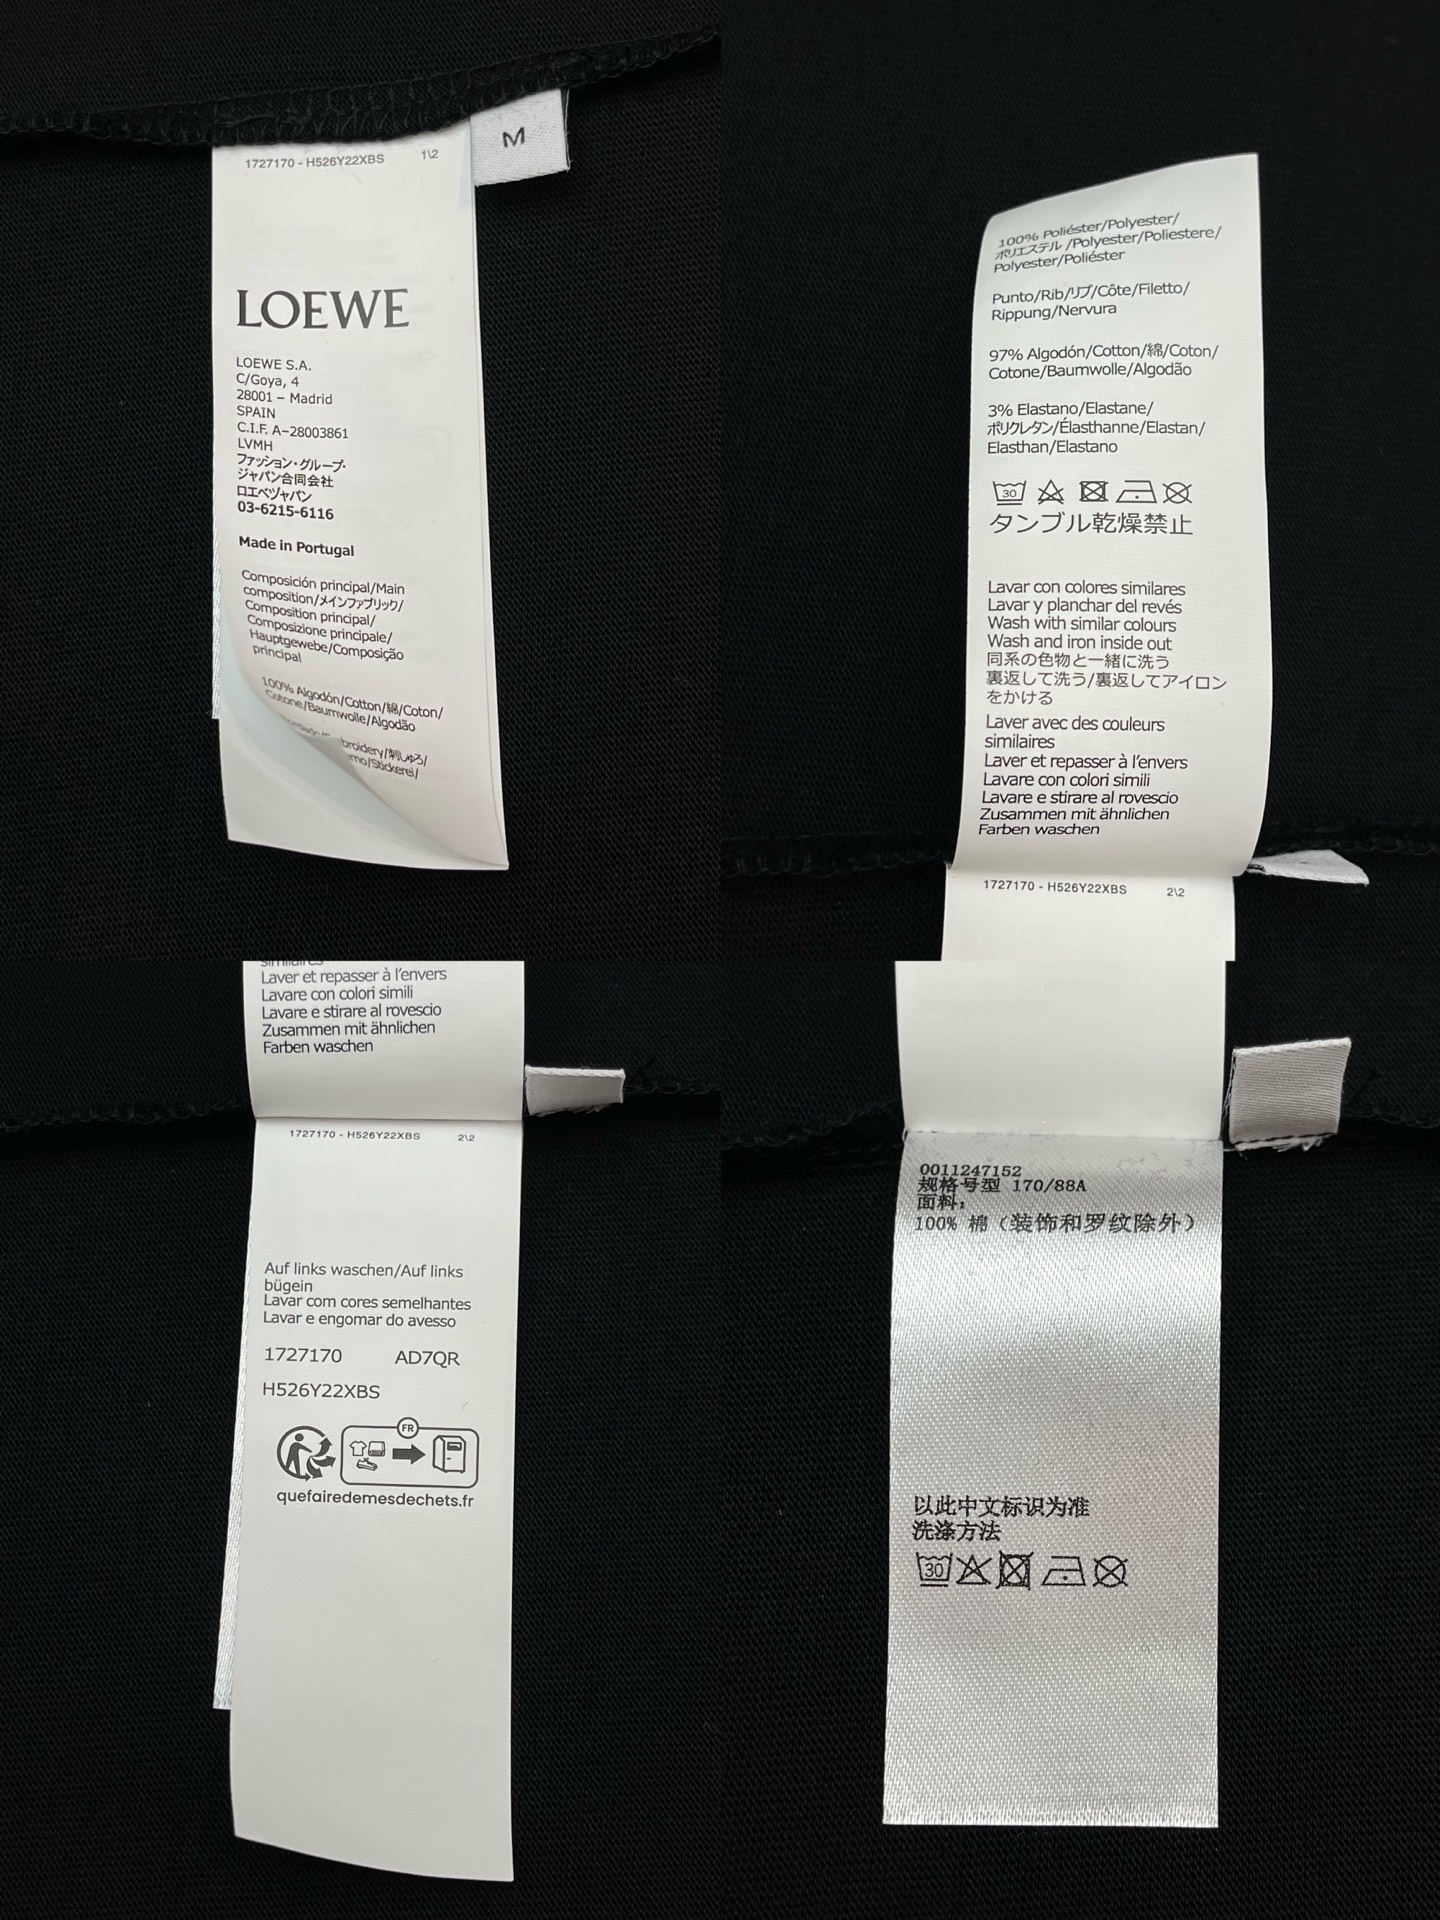 1727170 - H526Y22XBS 1\2
M
LOEWE
LOEWE S.A.
C/Goya, 4
28001 – Madrid
SPAIN
C.I.F. A–28003861
LVMH
ファッション・グループ・
ジャパン合同会社
ロエベジャパン
03-6215-6116
Made in Portugal
Composición principal/Main
composition/メインファブリック/
Composition principal/
Composizione principale/
Hauptgewebe/Composição
principal
100% Algodón/Cotton/綿/Coton/
Cotone/Baumwolle/Algodão
/刺しゅう/
/Stickerei/
100% Poliéster/Polyester/
ポリエステル /Polyester/Poliestere/
Polyester/Poliéster
Punto/Rib/リブ/Côte/Filetto/
Rippung/Nervura
97% Algodón/Cotton/綿/Coton/
Cotone/Baumwolle/Algodão
3% Elastano/Elastane/
ポリウレタン/Élasthanne/Elastan/
Elasthan/Elastano
30
タンブル乾燥禁止
Lavar con colores similares
Lavar y planchar del revés
Wash with similar colours
Wash and iron inside out
同系の色物と一緒に洗う
裏返して洗う/裏返してアイロン
をかける
Laver avec des couleurs
similaires
Laver et repasser à l'envers
Lavare con colori simili
Lavare e stirare al rovescio
Zusammen mit ähnlichen
Farben waschen
1727170 - H526Y22XBS 2\2
similaires
Laver et repasser à l'envers
Lavare con colori simili
Lavare e stirare al rovescio
Zusammen mit ähnlichen
Farben waschen
1727170 - H526Y22XBS 2\2
Auf links waschen/Auf links
bügein
Lavar com cores semelhantes
Lavar e engomar do avesso
1727170 AD7QR
H526Y22XBS
FR
quefairedemesdechets.fr
0011247152
规格号型 170/88A
面料：
100% 棉（装饰和罗纹除外）
以此中文标识为准
洗涤方法
30